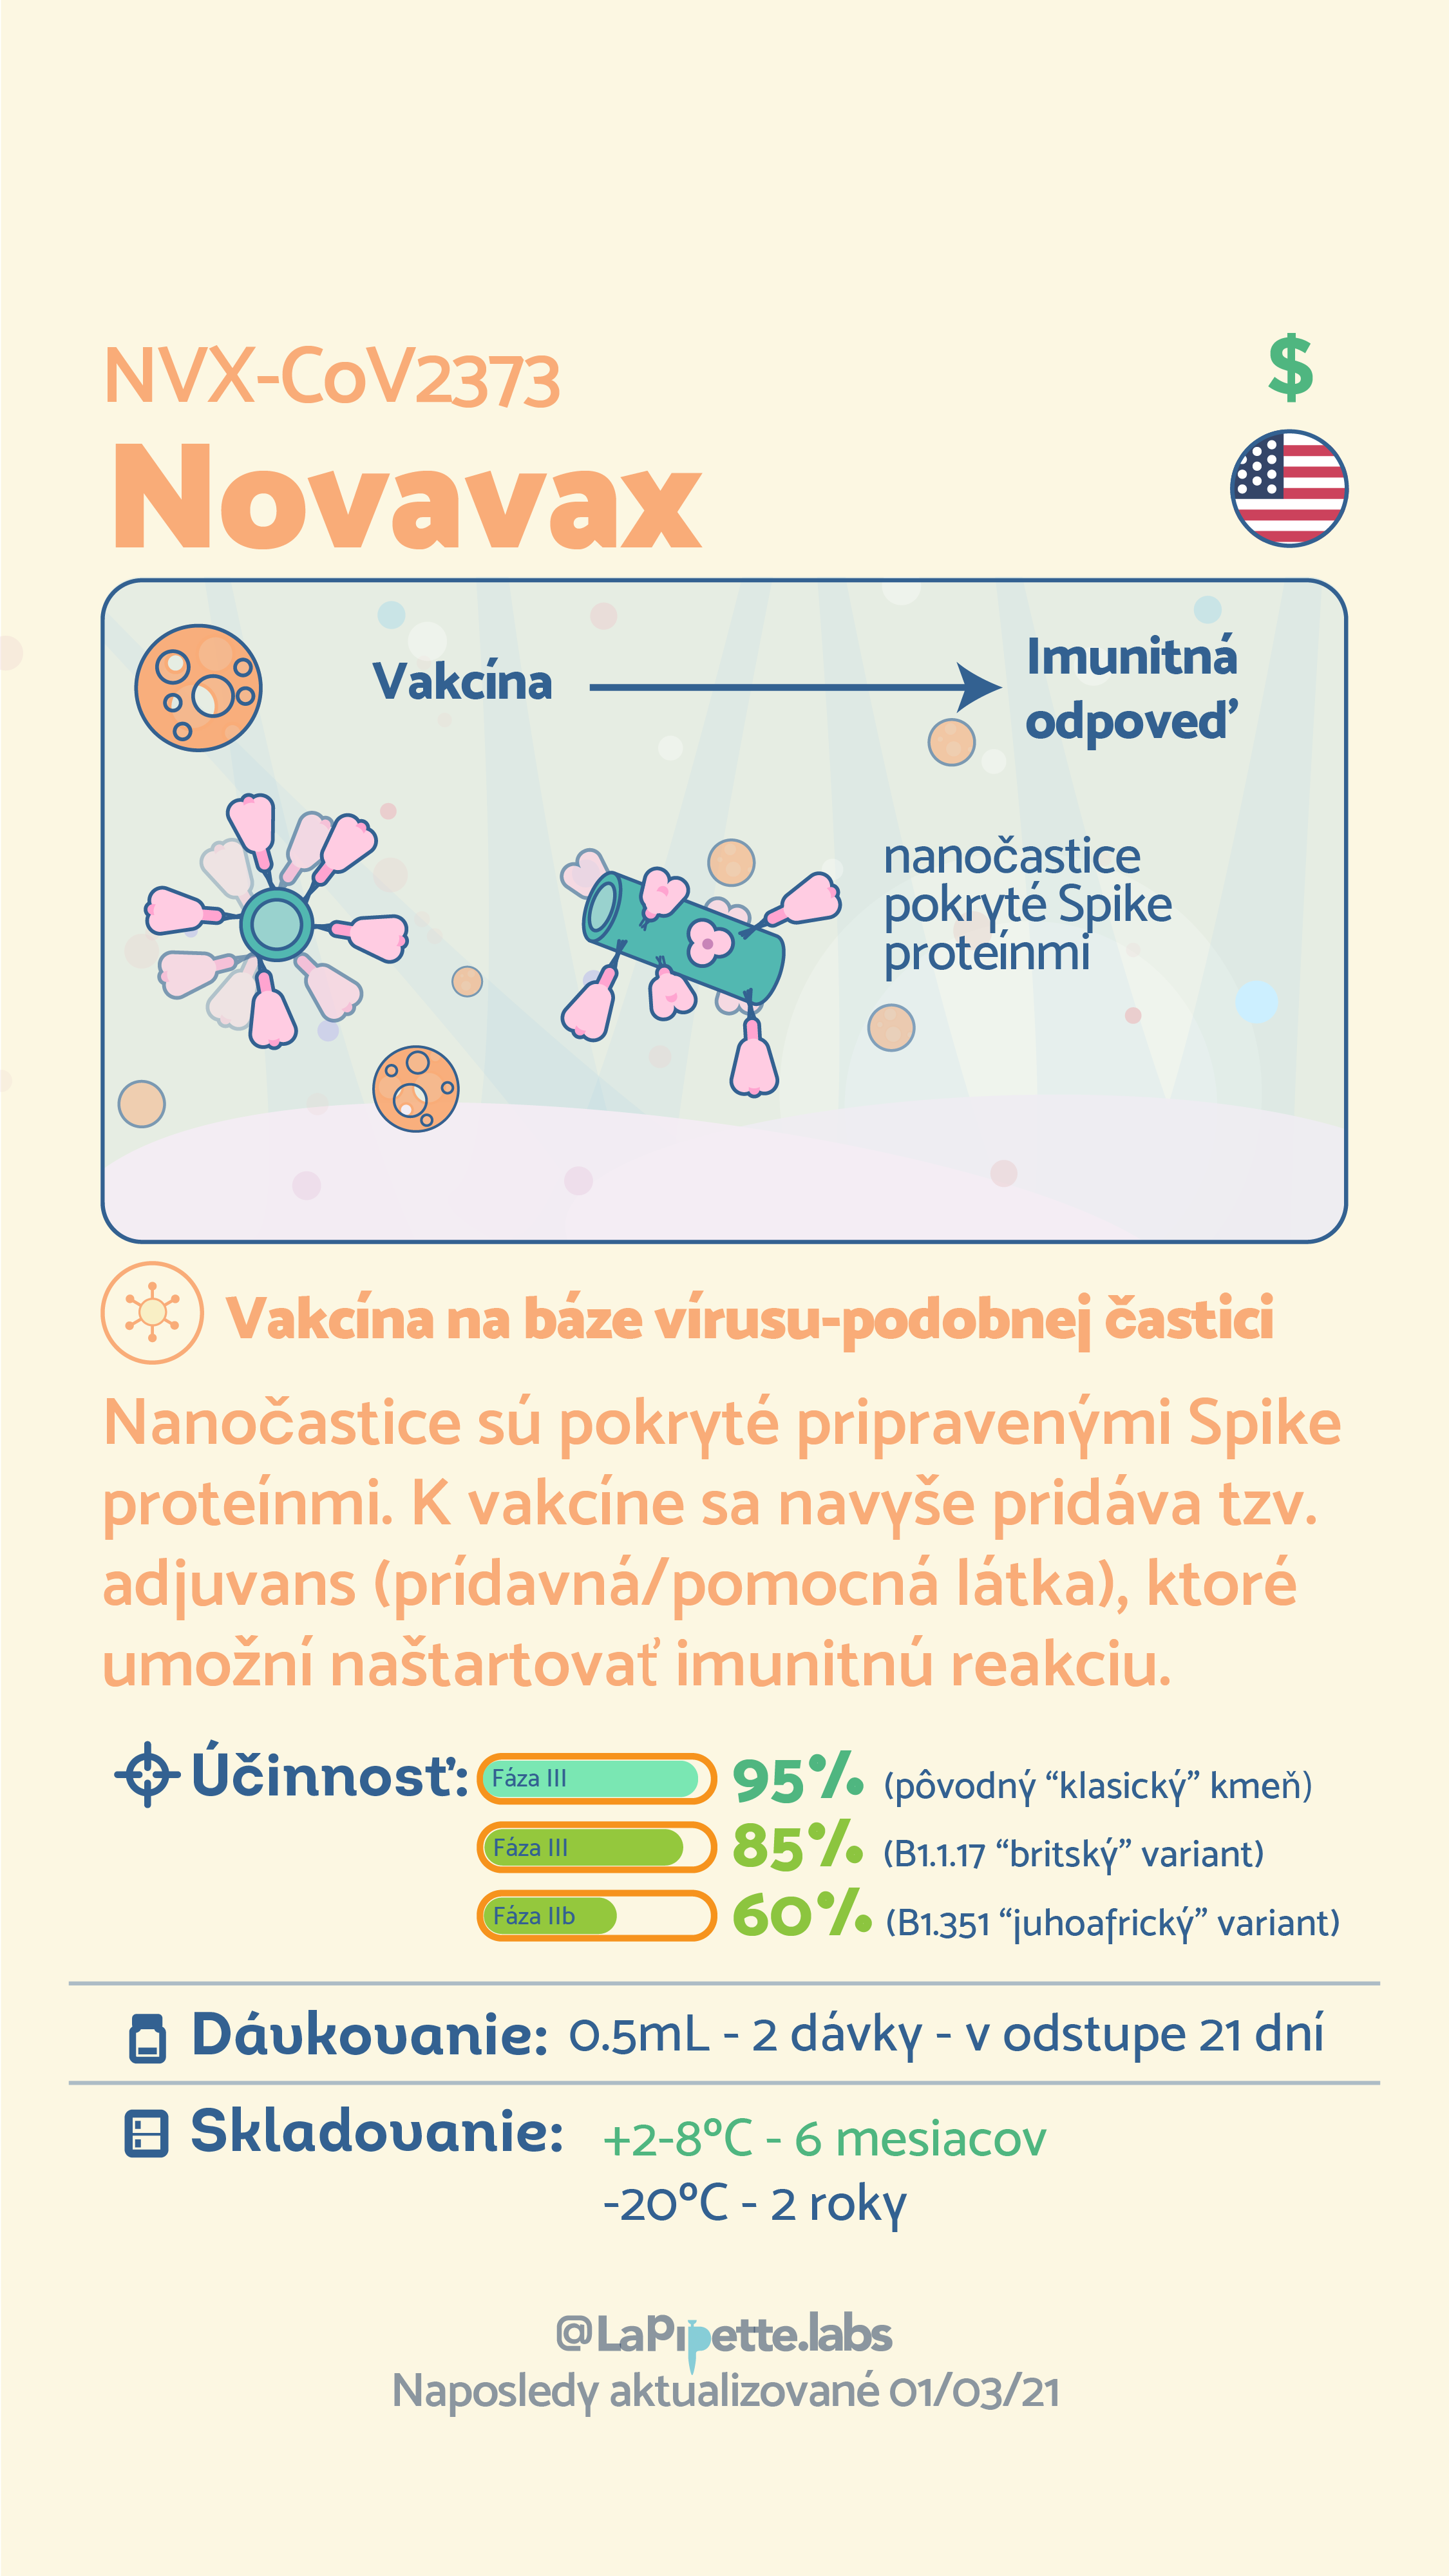 NVX-CoV2373
$
Novavax
Vakcína
Imunitná
odpoveď
nanočastice
pokryté Spike
proteínmi
Vakcína na báze vírusu-podobnej častici
Nanočastice sú pokryté pripravenými Spike
proteínmi. K vakcíne sa navyše pridáva tzv.
adjuvans (prídavná/pomocná látka), ktoré
umožní naštartovať imunitnú reakciu.
Účinnosť: Fáza III 95% (pôvodný “klasický” kmeň)
Fáza III 85% (B1.1.17 “britský” variant)
Fáza IIb 60% (B1.351 “juhoafrický” variant)
Dávkovanie: 0.5mL - 2 dávky - v odstupe 21 dní
Skladovanie: +2-8°C - 6 mesiacov
-20°C - 2 roky
@LaPipette.labs
Naposledy aktualizované 01/03/21